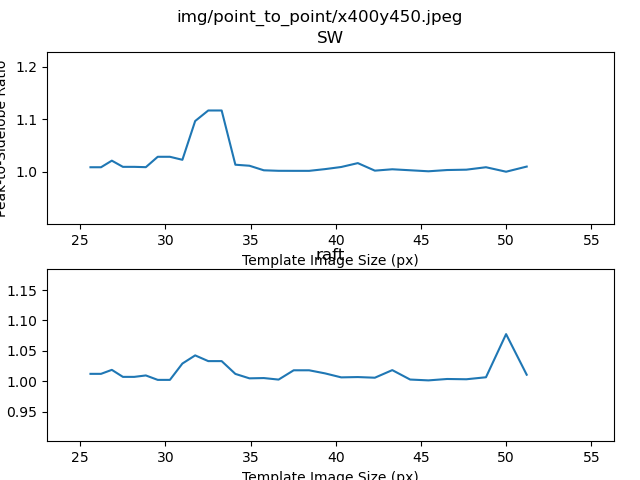 img/point_to_point/x400y450.jpeg
SW
Peak-to-Sidelobe Ratio
1.2
1.1
1.0
25 30 35 40 45 50 55
Template Image Size (px)
raft
1.15
1.10
1.05
1.00
0.95
25 30 35 40 45 50 55
Template Image Size (px)